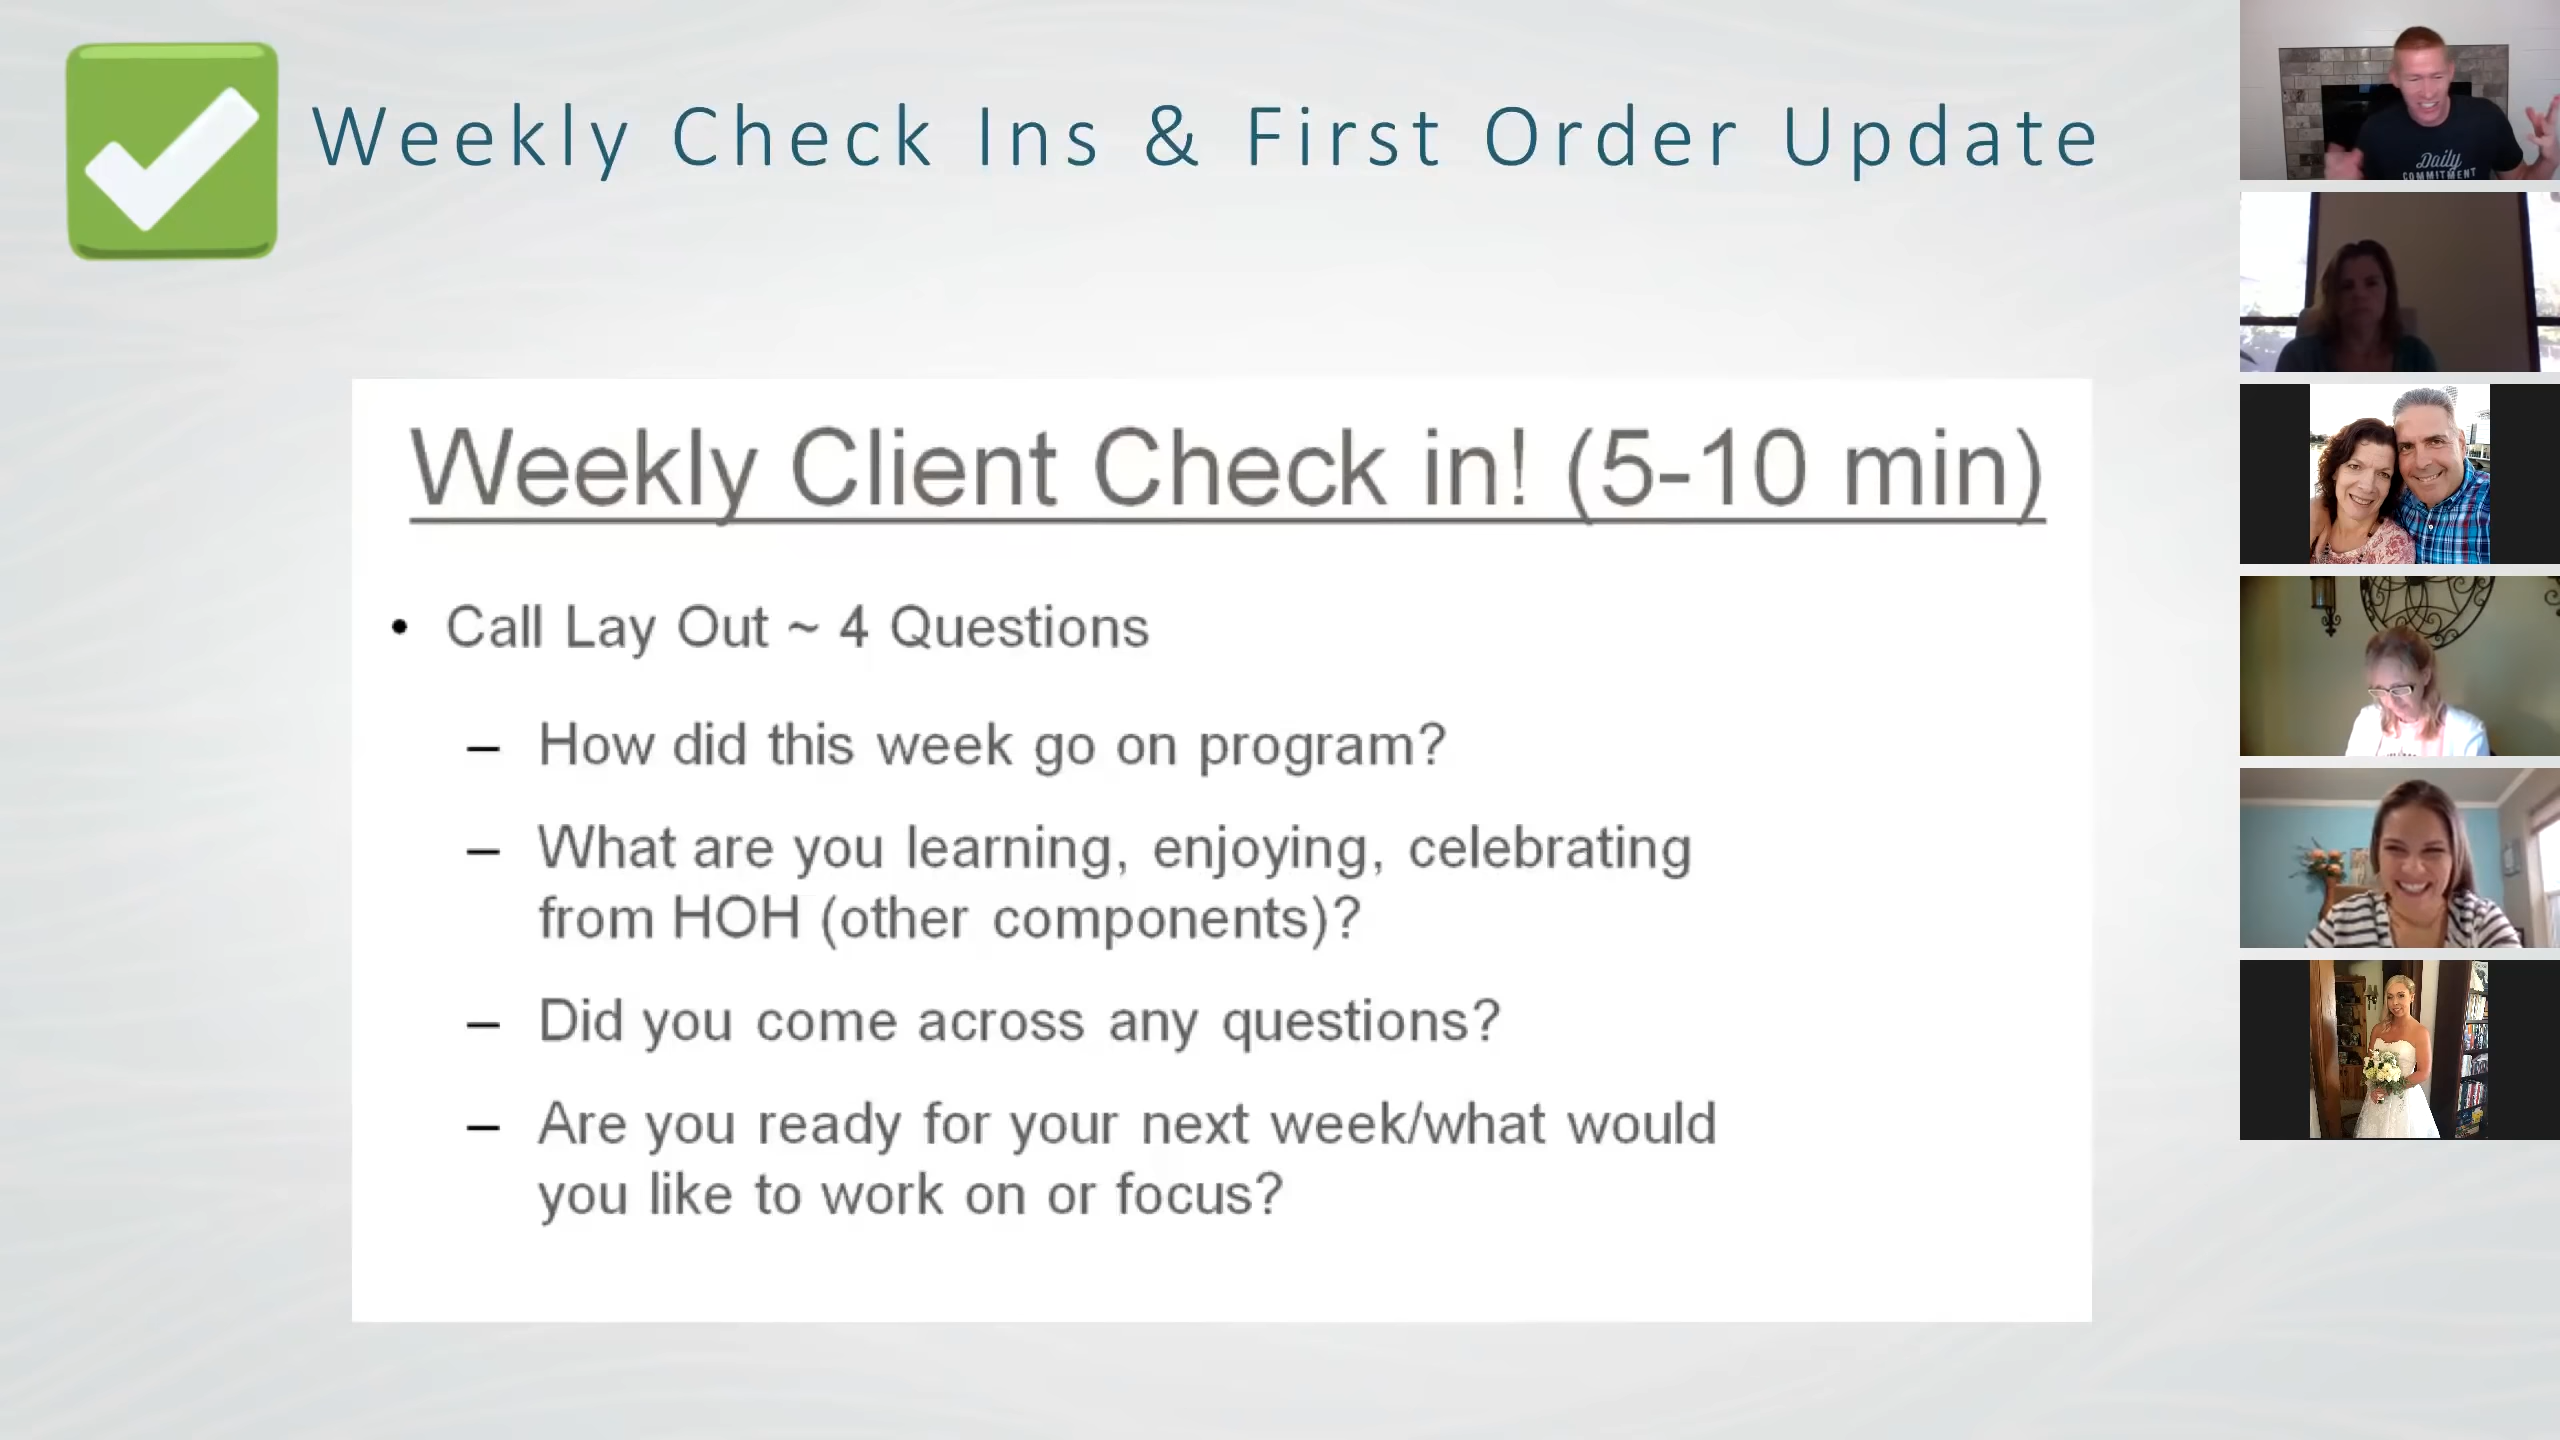 Weekly Check Ins & First Order Update
Weekly Client Check in! (5-10 min)
• Call Lay Out ~ 4 Questions
– How did this week go on program?
– What are you learning, enjoying, celebrating
from HOH (other components)?
– Did you come across any questions?
– Are you ready for your next week/what would
you like to work on or focus?
Daily
COMMITMENT